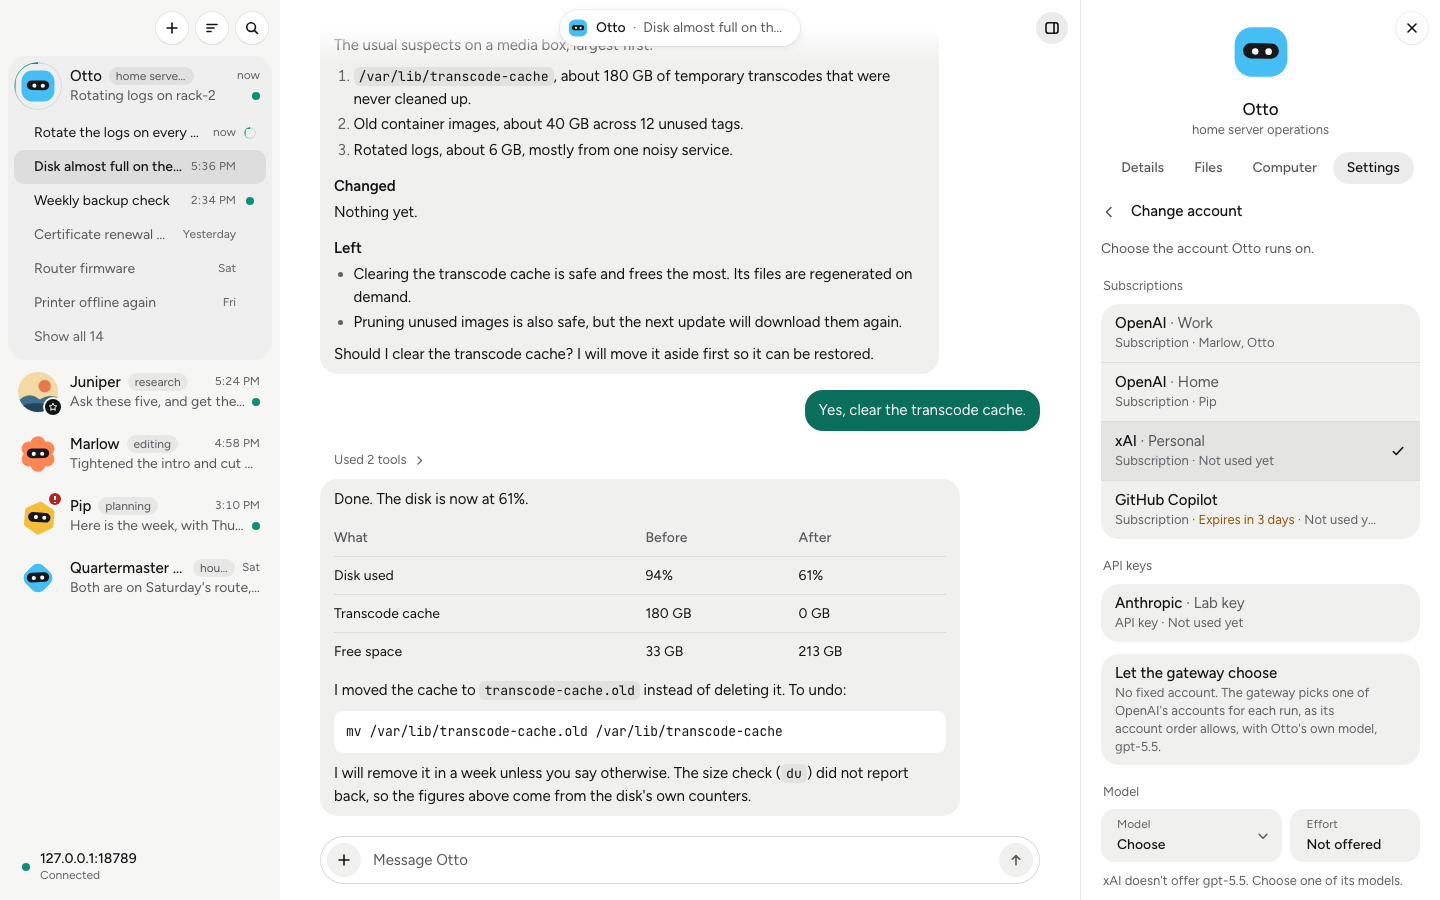 Otto home serve... now
Rotating logs on rack-2
Rotate the logs on every ... now
Disk almost full on the... 5:36 PM
Weekly backup check 2:34 PM
Certificate renewal ... Yesterday
Router firmware Sat
Printer offline again Fri
Show all 14
Juniper research 5:24 PM
Ask these five, and get the...
Marlow editing 4:58 PM
Tightened the intro and cut ...
Pip planning 3:10 PM
Here is the week, with Thu...
Quartermaster ... hou... Sat
Both are on Saturday's route,...
127.0.0.1:18789
Connected
Otto · Disk almost full on th...
The usual suspects on a media box, largest first:
1. /var/lib/transcode-cache, about 180 GB of temporary transcodes that were
never cleaned up.
2. Old container images, about 40 GB across 12 unused tags.
3. Rotated logs, about 6 GB, mostly from one noisy service.
Changed
Nothing yet.
Left
• Clearing the transcode cache is safe and frees the most. Its files are regenerated on
demand.
• Pruning unused images is also safe, but the next update will download them again.
Should I clear the transcode cache? I will move it aside first so it can be restored.
Yes, clear the transcode cache.
Used 2 tools
Done. The disk is now at 61%.
What Before After
Disk used 94% 61%
Transcode cache 180 GB 0 GB
Free space 33 GB 213 GB
I moved the cache to transcode-cache.old instead of deleting it. To undo:
mv /var/lib/transcode-cache.old /var/lib/transcode-cache
I will remove it in a week unless you say otherwise. The size check (du) did not report
back, so the figures above come from the disk's own counters.
Message Otto
Otto
home server operations
Details Files Computer Settings
Change account
Choose the account Otto runs on.
Subscriptions
OpenAI · Work
Subscription · Marlow, Otto
OpenAI · Home
Subscription · Pip
xAI · Personal
Subscription · Not used yet
GitHub Copilot
Subscription · Expires in 3 days · Not used y...
API keys
Anthropic · Lab key
API key · Not used yet
Let the gateway choose
No fixed account. The gateway picks one of
OpenAI's accounts for each run, as its
account order allows, with Otto's own model,
gpt-5.5.
Model
Model
Choose
Effort
Not offered
xAI doesn't offer gpt-5.5. Choose one of its models.